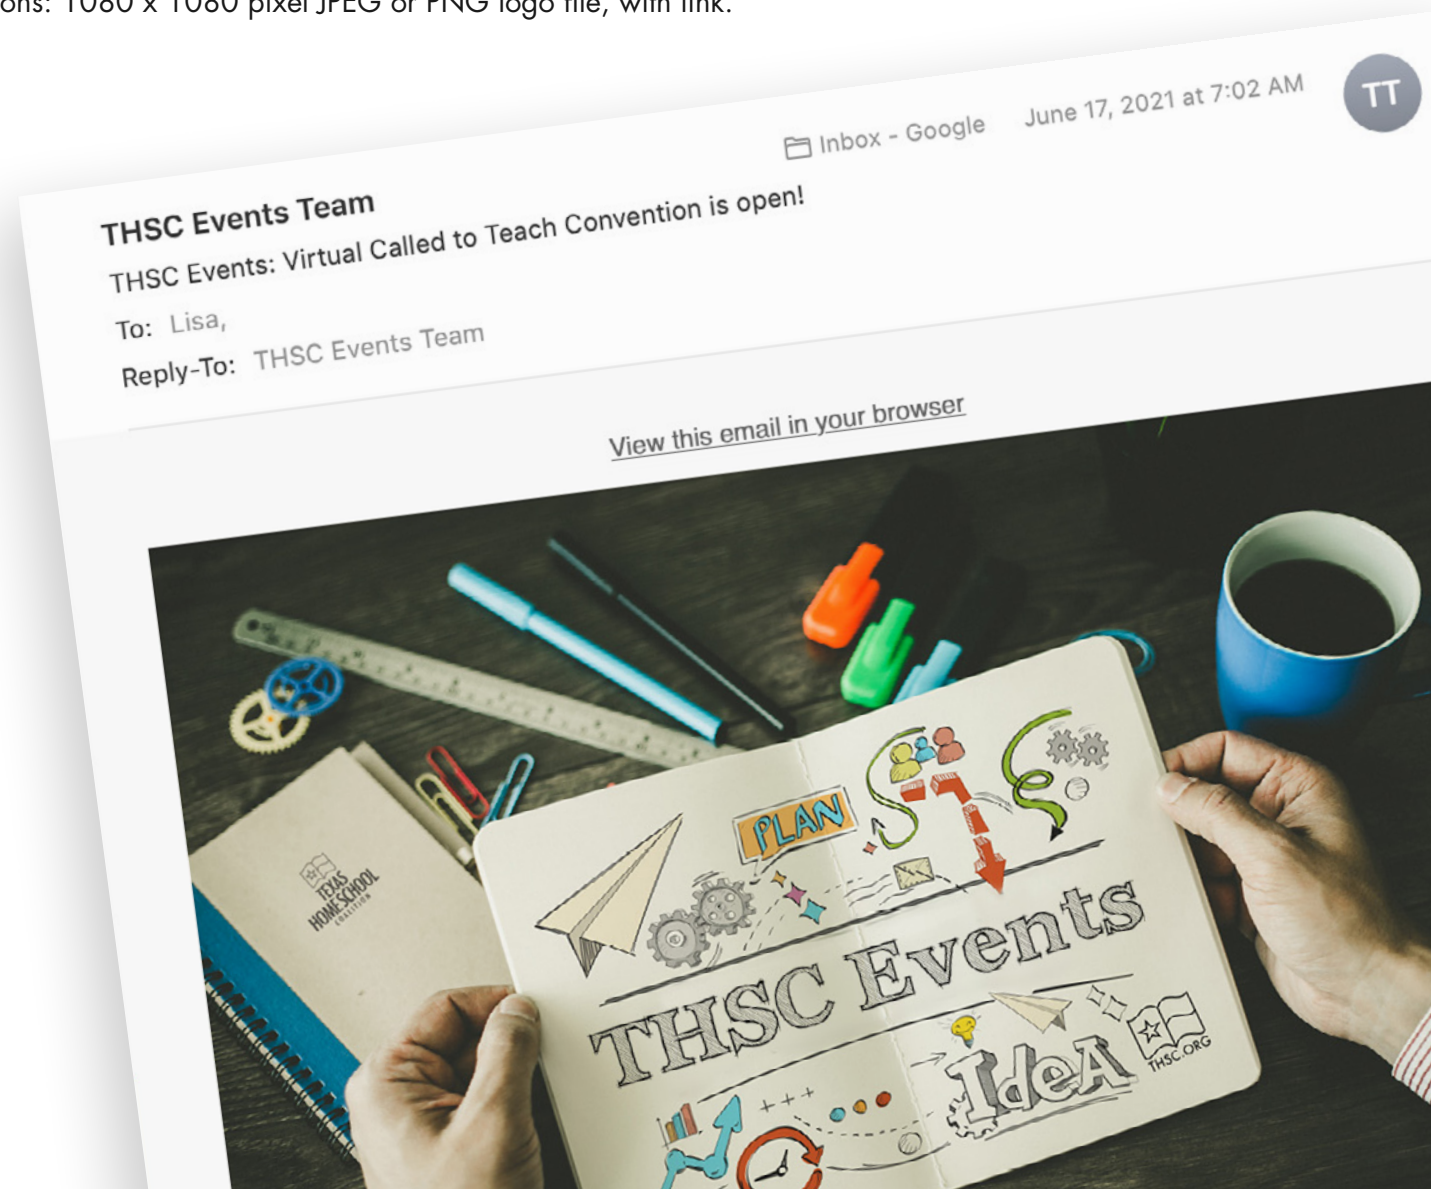 ons: 1080 x 1080 pixel JPEG or PNG logo file, with link.
Inbox - Google June 17, 2021 at 7:02 AM TT
THSC Events Team
THSC Events: Virtual Called to Teach Convention is open!
To: Lisa,
Reply-To: THSC Events Team
View this email in your browser
PLAN
TEXAS
HOMESCHOOL
COALITION
THSC Events
IdeA
THSC.ORG